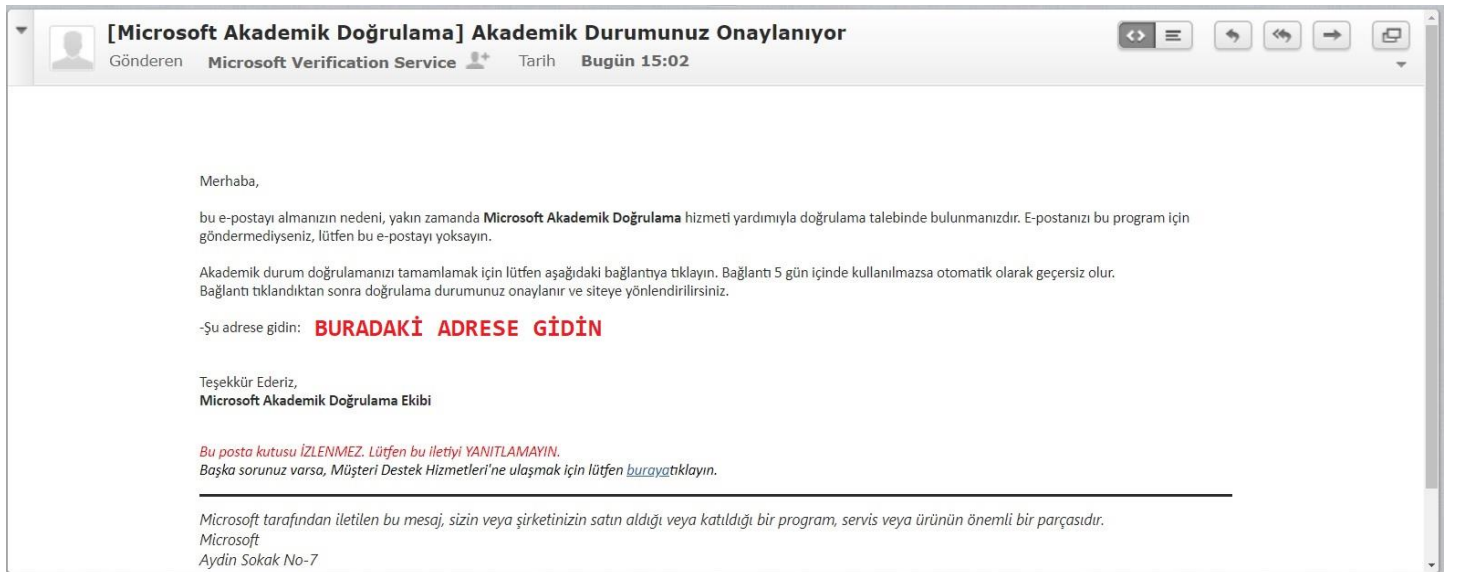 [Microsoft Akademik Doğrulama] Akademik Durumunuz Onaylanıyor
Gönderen Microsoft Verification Service Tarih Bugün 15:02
Merhaba,
bu e-postayı almanızın nedeni, yakın zamanda Microsoft Akademik Doğrulama hizmeti yardımıyla doğrulama talebinde bulunmanızdır. E-postanızı bu program için
göndermediyseniz, lütfen bu e-postayı yoksayın.
Akademik durum doğrulamanızı tamamlamak için lütfen aşağıdaki bağlantıya tıklayın. Bağlantı 5 gün içinde kullanılmazsa otomatik olarak geçersiz olur.
Bağlantı tıklandıktan sonra doğrulama durumunuz onaylanır ve siteye yönlendirilirsiniz.
-Şu adrese gidin: BURADAKİ ADRESE GİDİN
Teşekkür Ederiz,
Microsoft Akademik Doğrulama Ekibi
Bu posta kutusu İZLENMEZ. Lütfen bu iletiyi YANITLAMAYIN.
Başka sorunuz varsa, Müşteri Destek Hizmetleri'ne ulaşmak için lütfen burayatıklayın.
Microsoft tarafından iletilen bu mesaj, sizin veya şirketinizin satın aldığı veya katıldığı bir program, servis veya ürünün önemli bir parçasıdır.
Microsoft
Aydin Sokak No-7